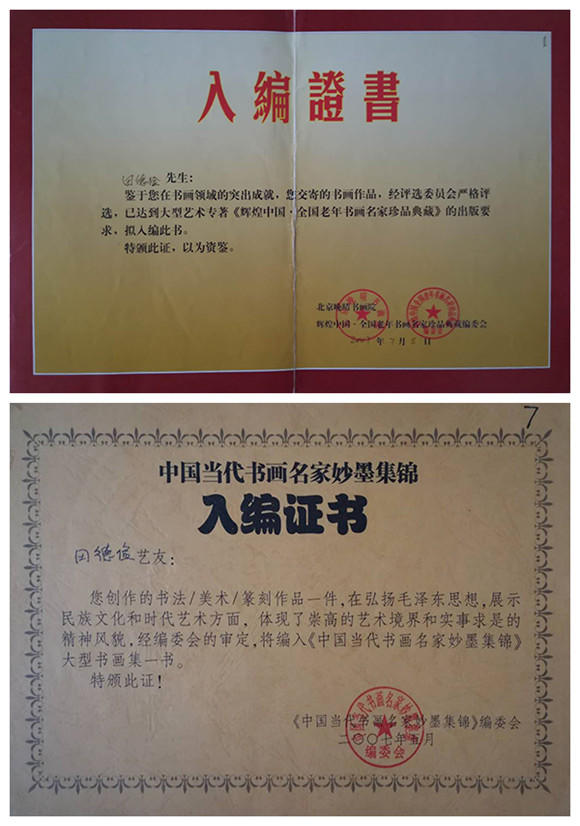 入編證書
田德俭 先生：
鉴于您在书画领域的突出成就，您交寄的书画作品，经评选委员会严格评
选，已达到大型艺术专著《辉煌中国·全国老年书画名家珍品典藏》的出版要
求，拟入编此书。
特颁此证，以为资鉴。
北京晚晴书画院
辉煌中国·全国老年书画名家珍品典藏编委会
2007年7月5日
7
中国当代书画名家妙墨集锦
入编证书
田德俭艺友：
您创作的书法/美术/篆刻作品一件，在弘扬毛泽东思想，展示
民族文化和时代艺术方面，体现了崇高的艺术境界和实事求是的
精神风貌，经编委会的审定，将编入《中国当代书画名家妙墨集锦》
大型书画集一书。
特颁此证！
《中国当代书画名家妙墨集锦》编委会
二〇〇七年五月
编委会